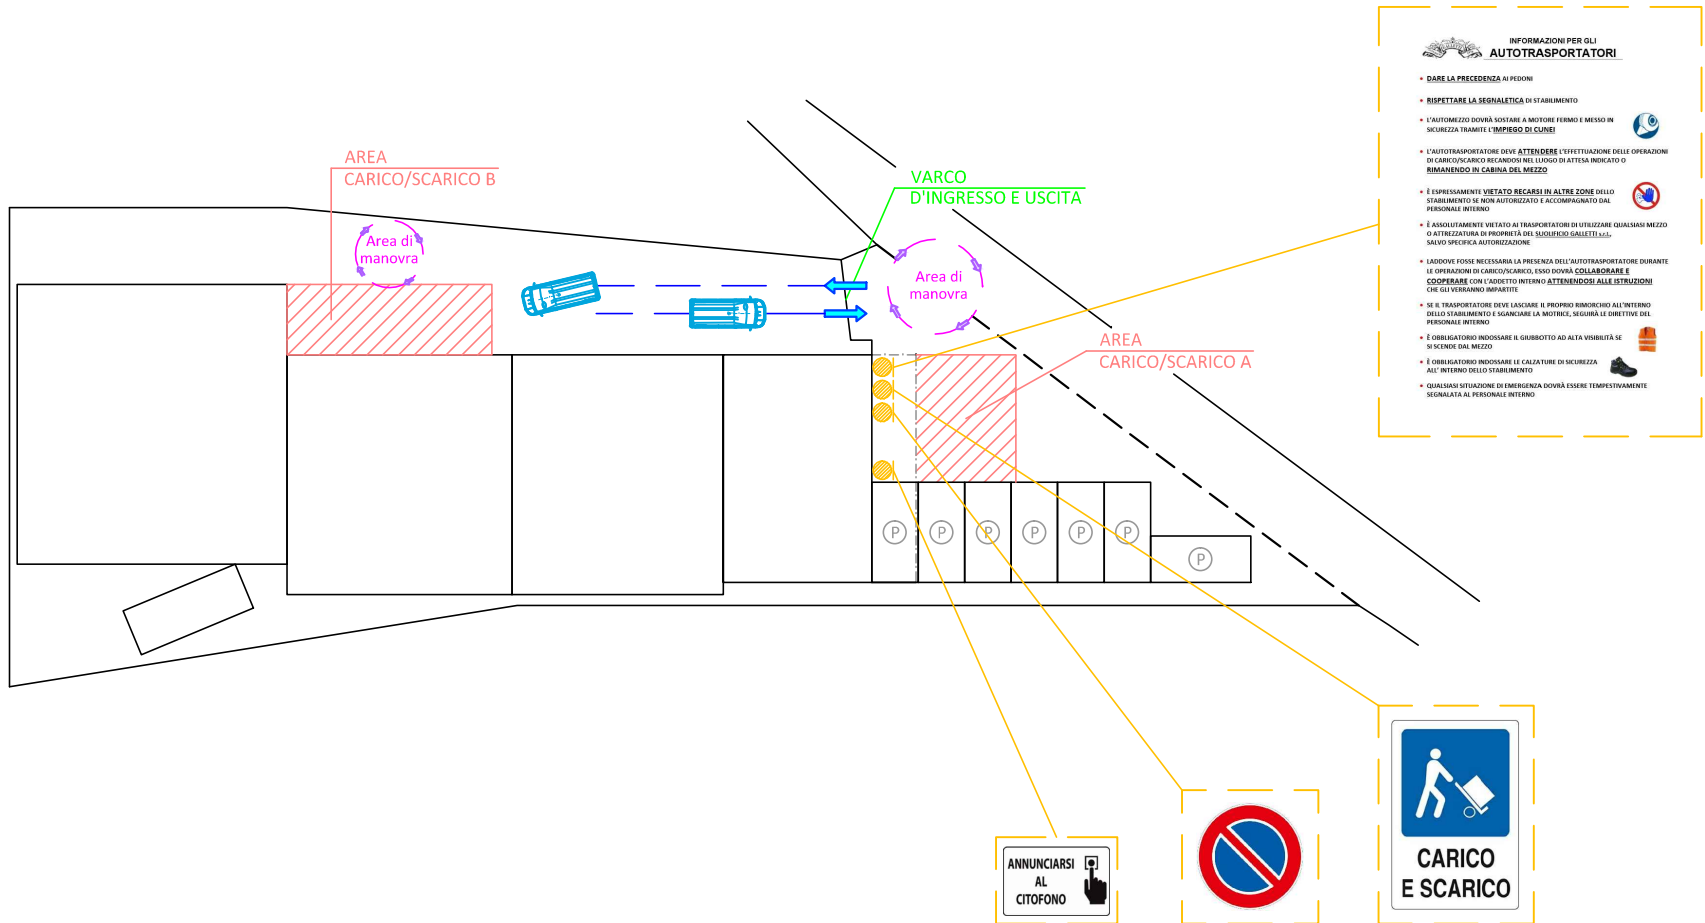 INFORMAZIONI PER GLI
AUTOTRASPORTATORI
• DARE LA PRECEDENZA AI PEDONI
• RISPETTARE LA SEGNALETICA DI STABILIMENTO
• L'AUTOMEZZO DOVRÀ SOSTARE A MOTORE FERMO E MESSO IN
SICUREZZA TRAMITE L'IMPIEGO DI CUNEI
• L'AUTOTRASPORTATORE DEVE ATTENDERE L'EFFETTUAZIONE DELLE OPERAZIONI
DI CARICO/SCARICO RECANDOSI NEL LUOGO DI ATTESA INDICATO O
RIMANENDO IN CABINA DEL MEZZO
• È ESPRESSAMENTE VIETATO RECARSI IN ALTRE ZONE DELLO
STABILIMENTO SE NON AUTORIZZATO E ACCOMPAGNATO DAL
PERSONALE INTERNO
• È ASSOLUTAMENTE VIETATO AI TRASPORTATORI DI UTILIZZARE QUALSIASI MEZZO
O ATTREZZATURA DI PROPRIETÀ DEL SUOLIFICIO GALLETTI s.r.l.,
SALVO SPECIFICA AUTORIZZAZIONE
• LADDOVE FOSSE NECESSARIA LA PRESENZA DELL'AUTOTRASPORTATORE DURANTE
LE OPERAZIONI DI CARICO/SCARICO, ESSO DOVRÀ COLLABORARE E
COOPERARE CON L'ADDETTO INTERNO ATTENENDOSI ALLE ISTRUZIONI
CHE GLI VERRANNO IMPARTITE
• SE IL TRASPORTATORE DEVE LASCIARE IL PROPRIO RIMORCHIO ALL'INTERNO
DELLO STABILIMENTO E SGANCIARE LA MOTRICE, SEGUIRÀ LE DIRETTIVE DEL
PERSONALE INTERNO
• È OBBLIGATORIO INDOSSARE IL GIUBBOTTO AD ALTA VISIBILITÀ SE
SI SCENDE DAL MEZZO
• È OBBLIGATORIO INDOSSARE LE CALZATURE DI SICUREZZA
ALL' INTERNO DELLO STABILIMENTO
• QUALSIASI SITUAZIONE DI EMERGENZA DOVRÀ ESSERE TEMPESTIVAMENTE
SEGNALATA AL PERSONALE INTERNO
AREA
CARICO/SCARICO B
VARCO
D'INGRESSO E USCITA
Area di
manovra
Area di
manovra
AREA
CARICO/SCARICO A
P
P
P
P
P
P
P
ANNUNCIARSI
AL
CITOFONO
CARICO
E SCARICO